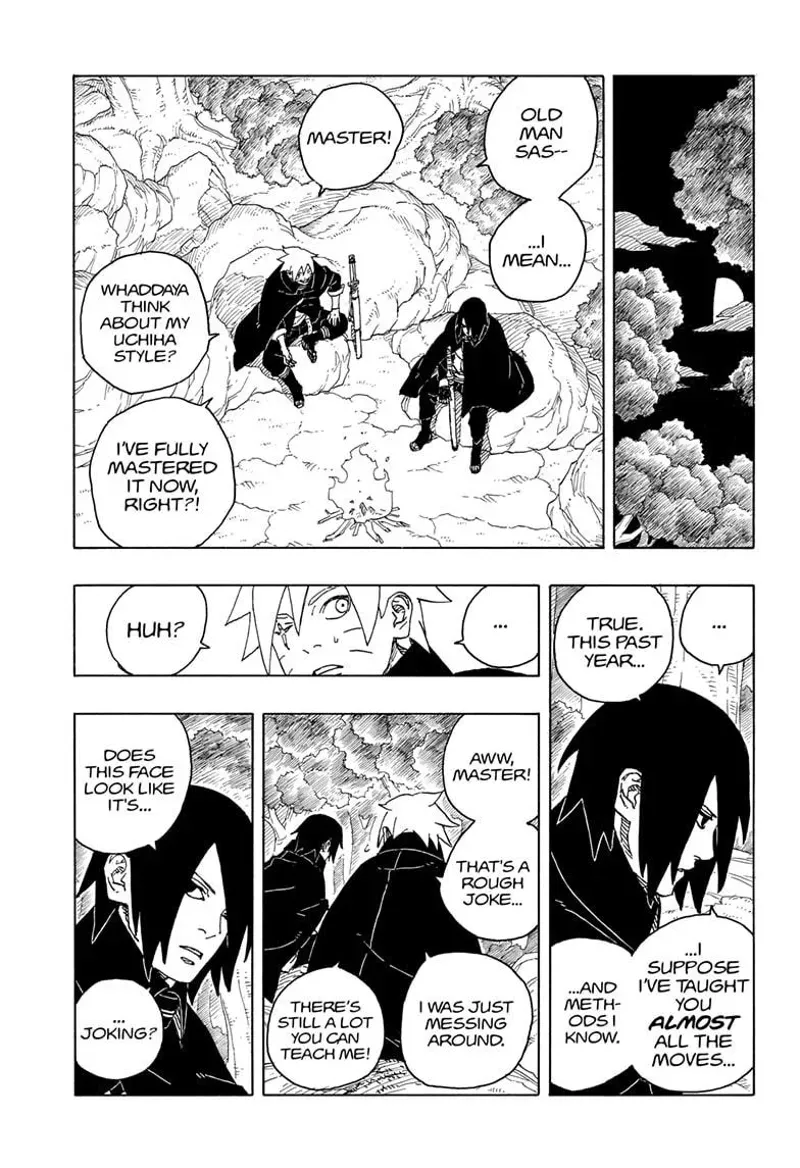 OLD
MAN
SAS--
...I
MEAN...
MASTER!
WHADDAYA
THINK
ABOUT MY
UCHIHA
STYLE?
I'VE FULLY
MASTERED
IT NOW,
RIGHT?!
...
TRUE.
THIS PAST
YEAR...
...I
SUPPOSE
I'VE TAUGHT
YOU
ALMOST
ALL THE
MOVES...
...AND
METH-
ODS I
KNOW.
...
HUH?
AWW,
MASTER!
THAT'S A
ROUGH
JOKE...
I WAS JUST
MESSING
AROUND.
THERE'S
STILL A LOT
YOU CAN
TEACH ME!
DOES
THIS FACE
LOOK LIKE
IT'S...
...
JOKING?